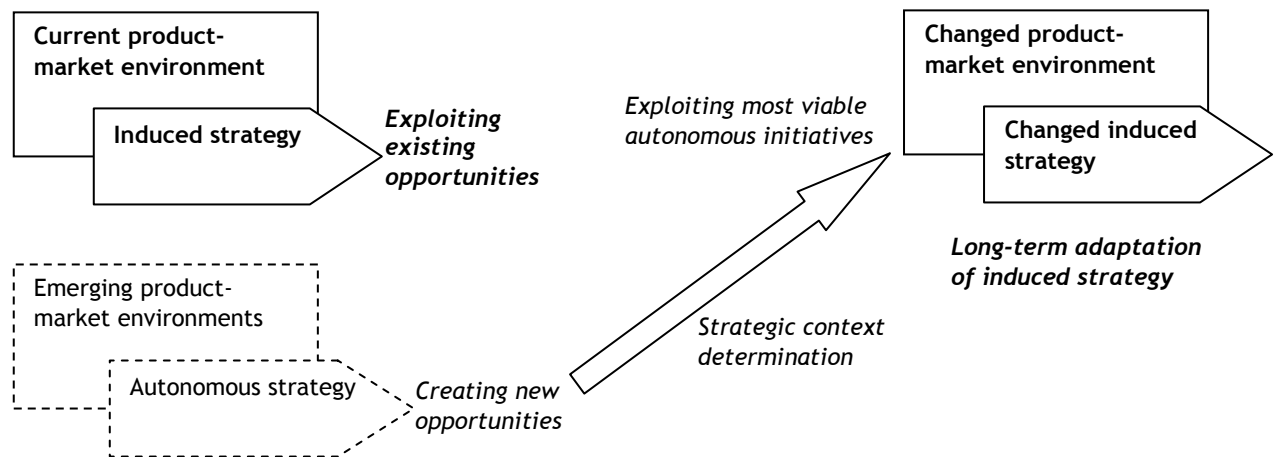 Current product-
market environment
Induced strategy
Exploiting
existing
opportunities
Exploiting most viable
autonomous initiatives
Changed product-
market environment
Changed induced
strategy
Long-term adaptation
of induced strategy
Emerging product-
market environments
Autonomous strategy
Creating new
opportunities
Strategic context
determination